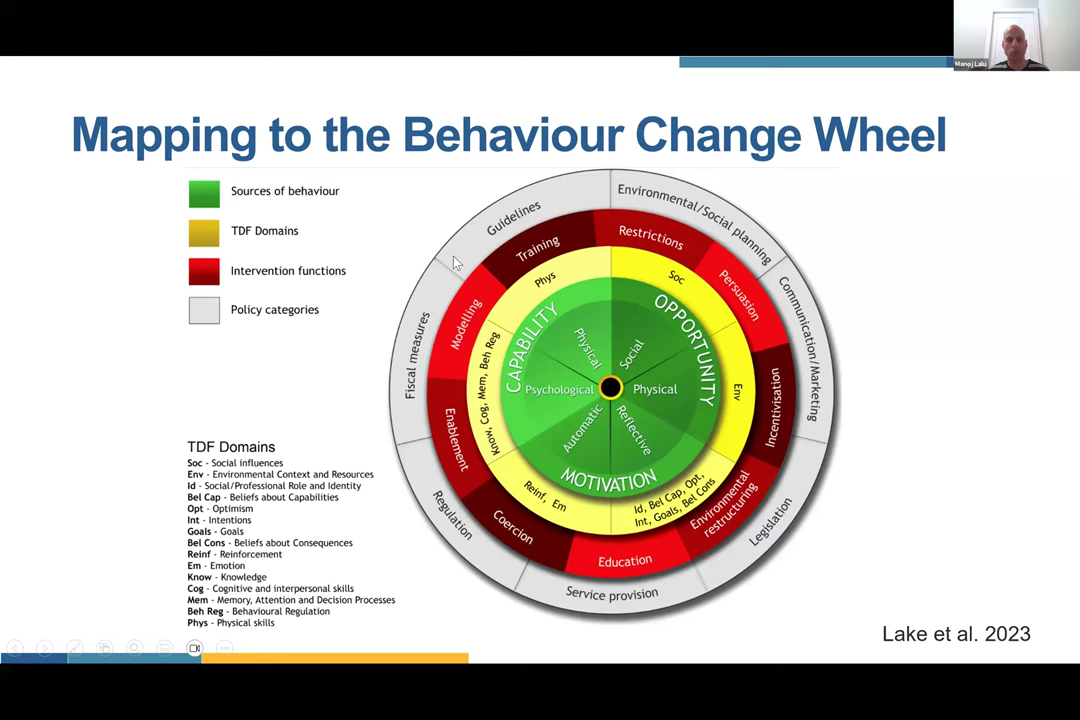 Manoj Lalu
Mapping to the Behaviour Change Wheel
Sources of behaviour
TDF Domains
Intervention functions
Policy categories
Guidelines
Environmental/Social planning
Communication/Marketing
Legislation
Service provision
Regulation
Fiscal measures
Training
Restrictions
Persuasion
Incentivisation
Environmental
restructuring
Education
Coercion
Enablement
Modelling
Phys
Soc
Env
Id, Bel Cap, Opt,
Int, Goals, Bel Cons
Reinf, Em
Know, Cog, Mem, Beh Reg
CAPABILITY
OPPORTUNITY
MOTIVATION
Physical
Social
Psychological
Physical
Automatic
Reflective
TDF Domains
Soc - Social influences
Env - Environmental Context and Resources
Id - Social/Professional Role and Identity
Bel Cap - Beliefs about Capabilities
Opt - Optimism
Int - Intentions
Goals - Goals
Bel Cons - Beliefs about Consequences
Reinf - Reinforcement
Em - Emotion
Know - Knowledge
Cog - Cognitive and interpersonal skills
Mem - Memory, Attention and Decision Processes
Beh Reg - Behavioural Regulation
Phys - Physical skills
Lake et al. 2023